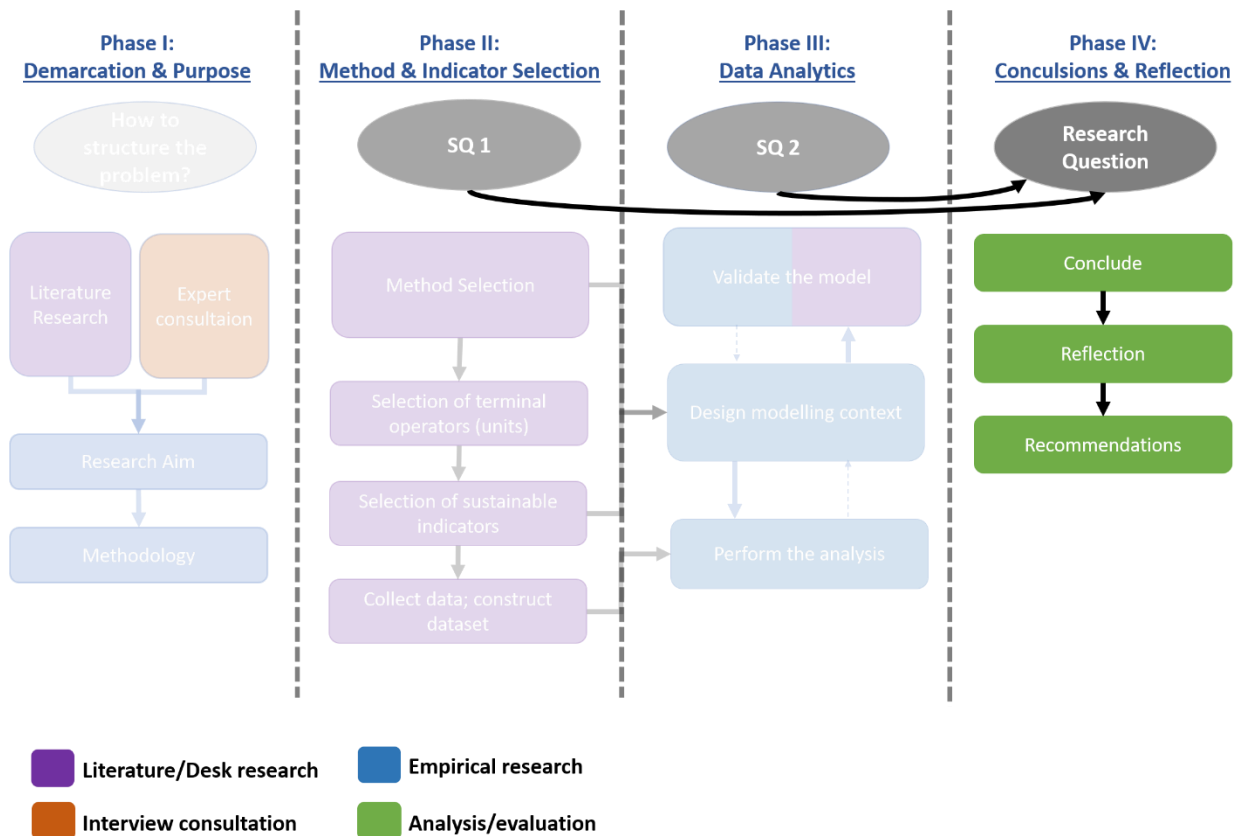 Phase I:
Demarcation & Purpose
How to
structure the
problem?
Literature
Research
Expert
consultaion
Research Aim
Methodology
Phase II:
Method & Indicator Selection
SQ 1
Method Selection
Selection of terminal
operators (units)
Selection of sustainable
indicators
Collect data; construct
dataset
Phase III:
Data Analytics
SQ 2
Validate the model
Design modelling context
Perform the analysis
Phase IV:
Conculsions & Reflection
Research
Question
Conclude
Reflection
Recommendations
Literature/Desk research
Empirical research
Interview consultation
Analysis/evaluation